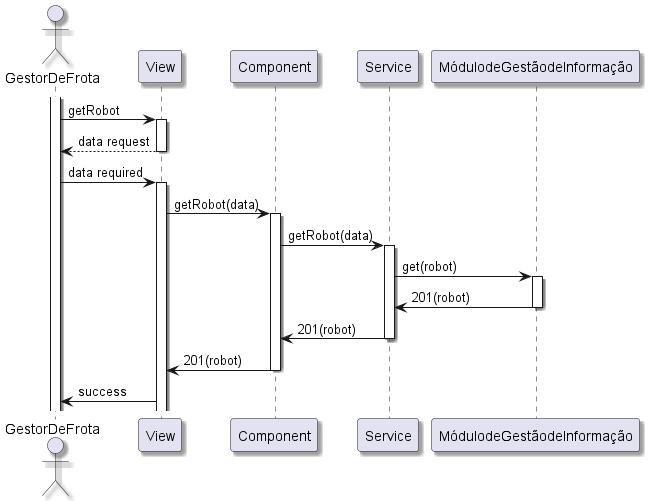 GestorDeFrota
View
Component
Service
MódulodeGestãodeInformação
getRobot
data request
data required
getRobot(data)
getRobot(data)
get(robot)
201(robot)
201(robot)
201(robot)
success
GestorDeFrota
View
Component
Service
MódulodeGestãodeInformação